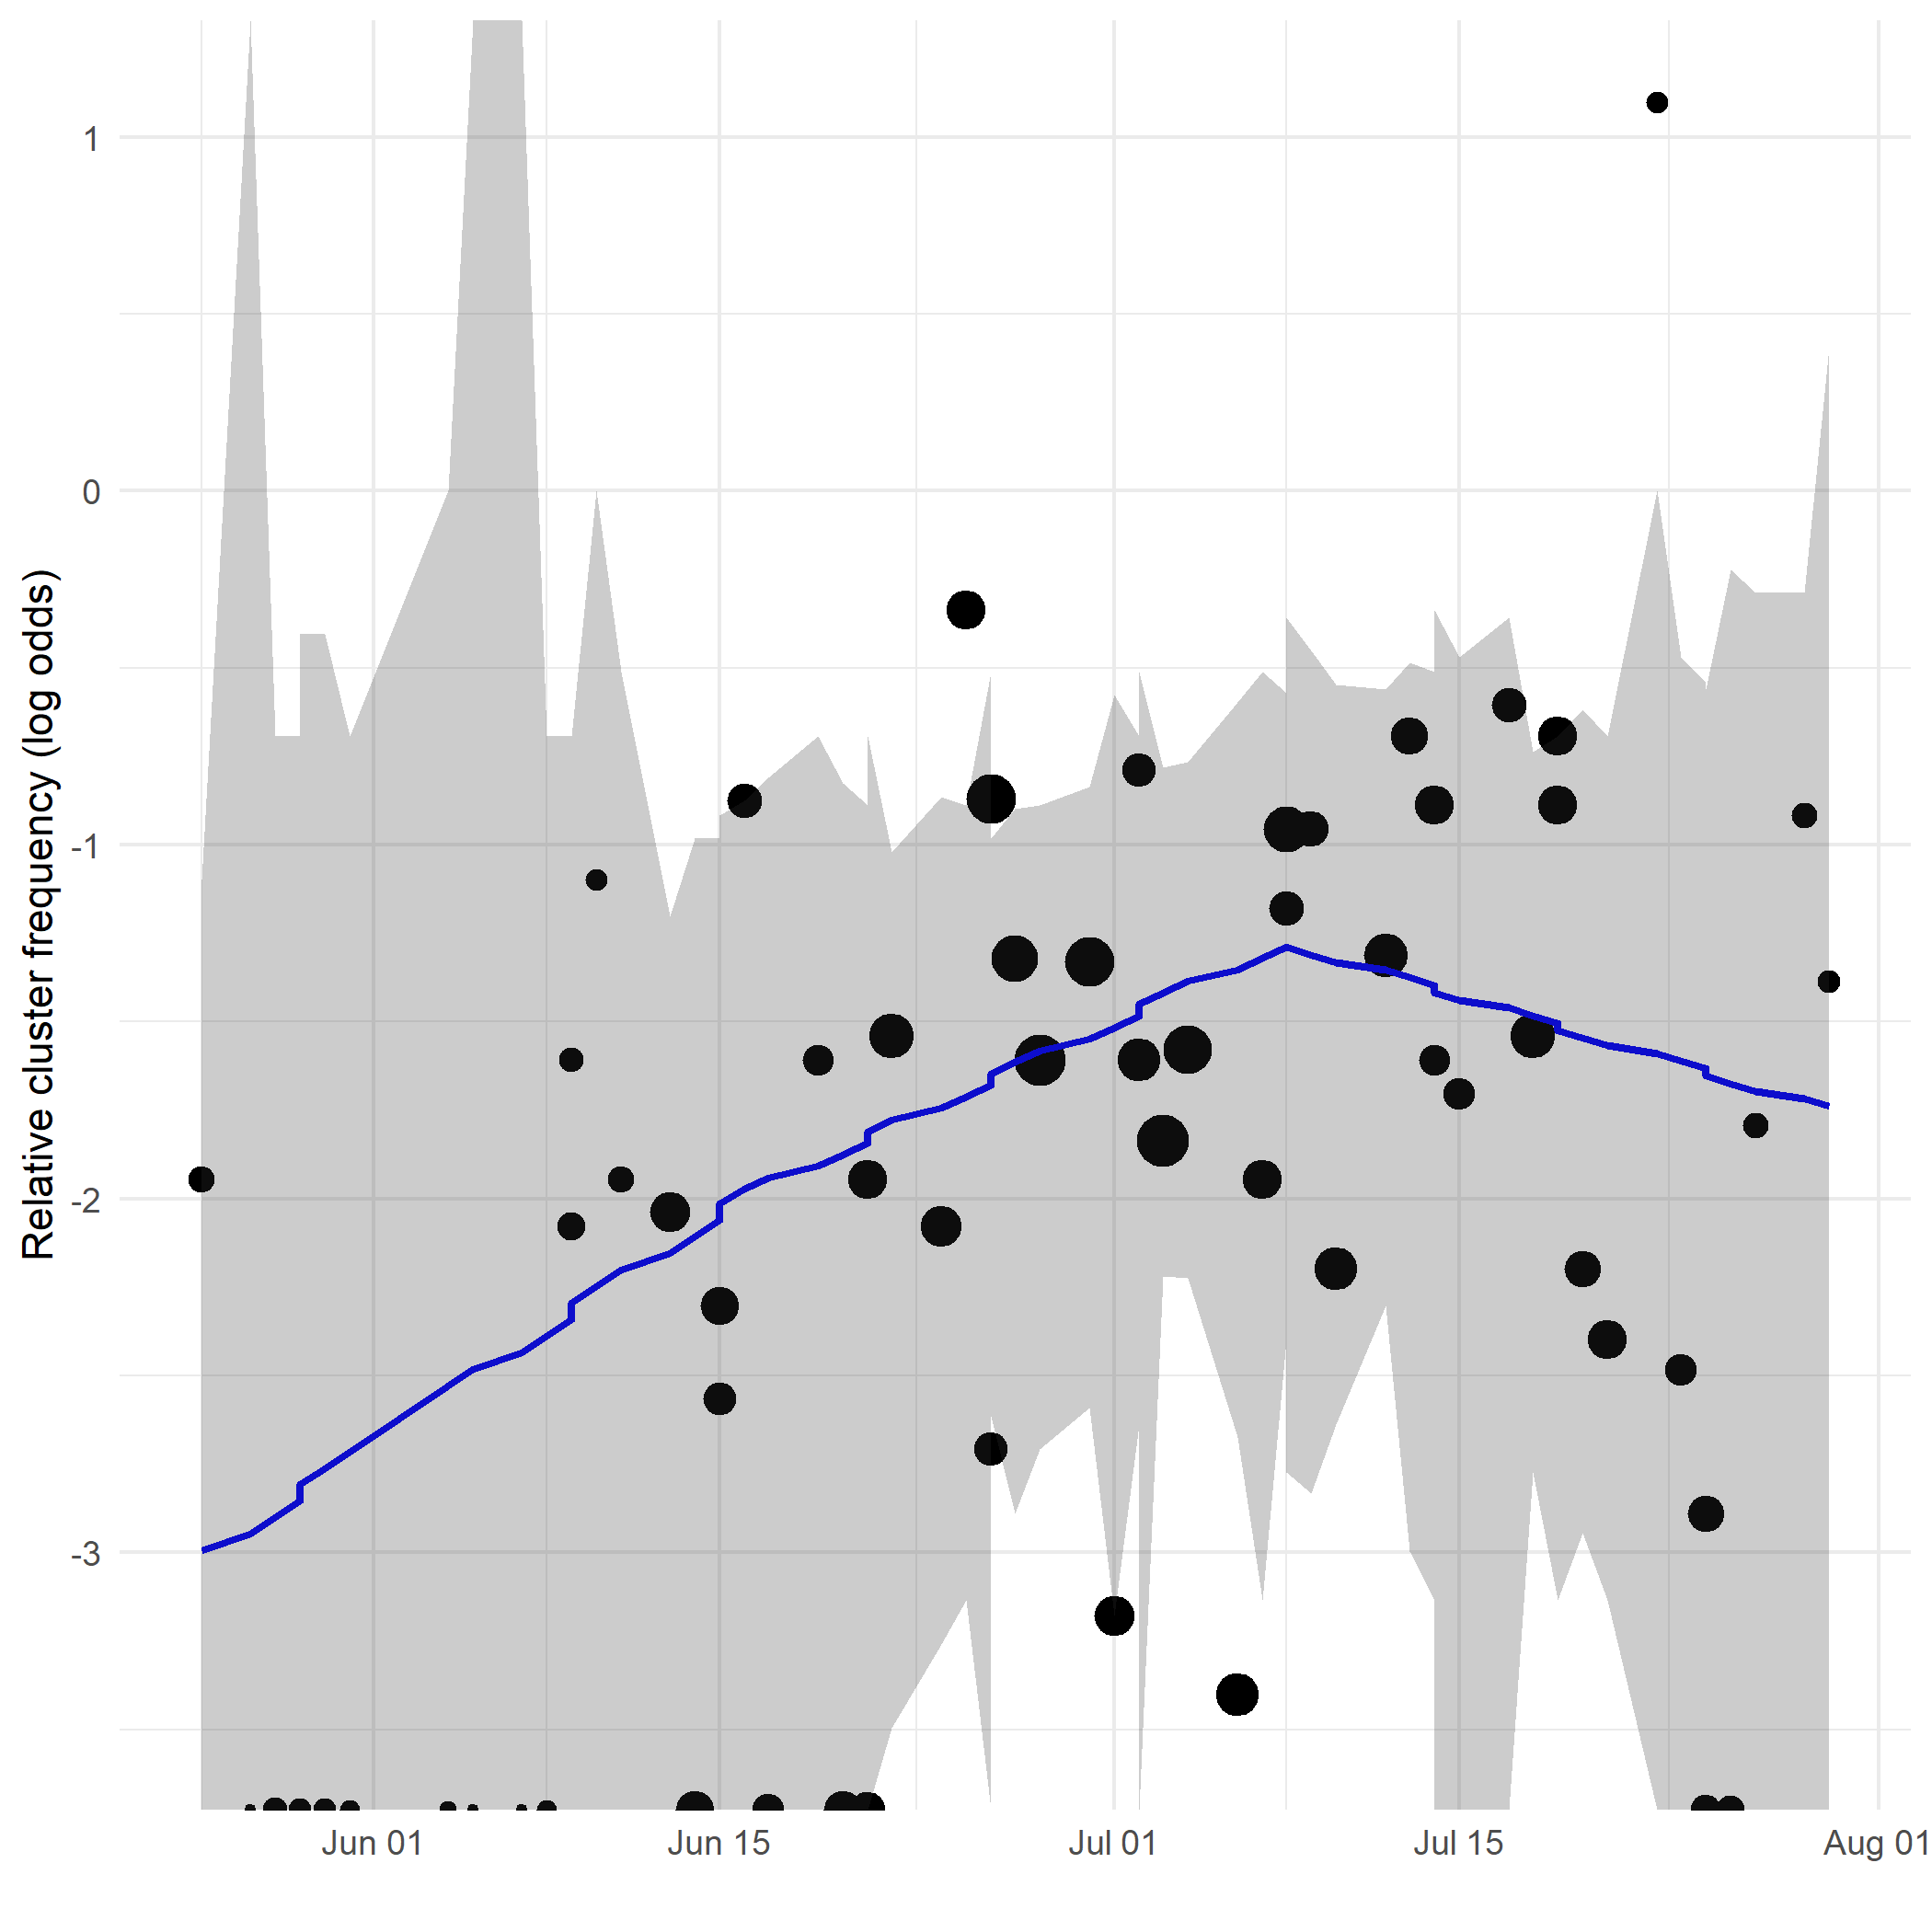 Relative cluster frequency (log odds)
1
0
-1
-2
-3
Jun 01
Jun 15
Jul 01
Jul 15
Aug 01